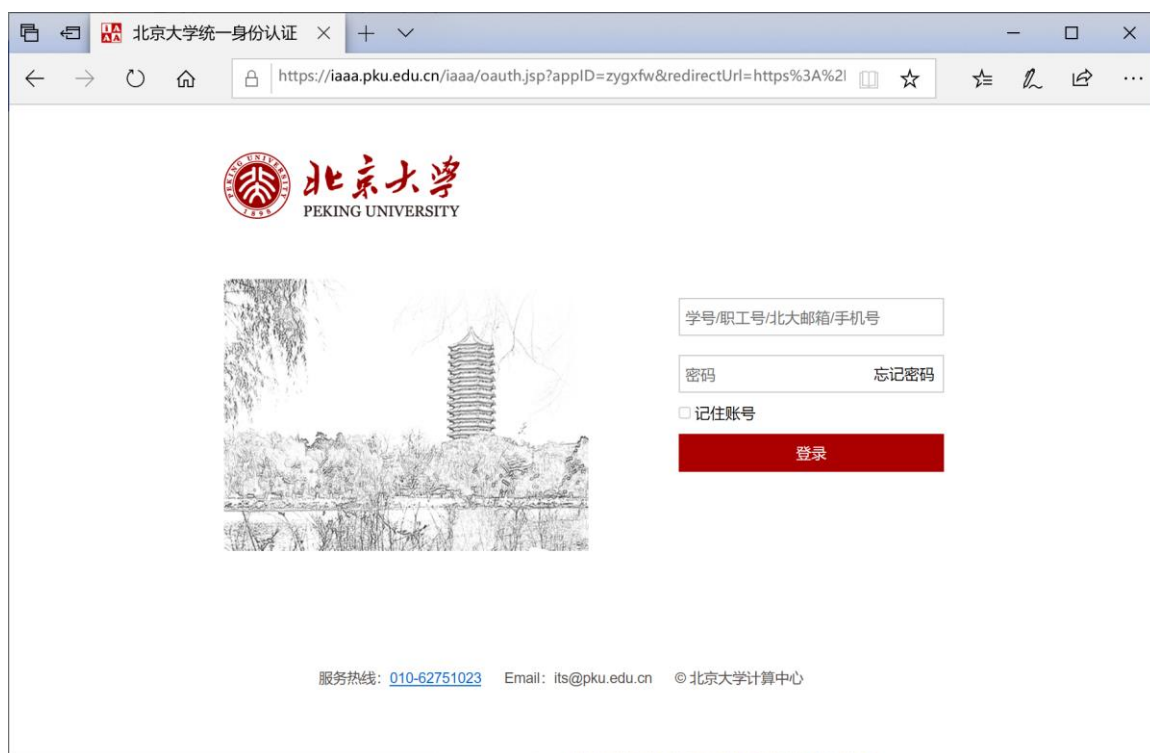 北京大学统一身份认证
https://iaaa.pku.edu.cn/iaaa/oauth.jsp?appID=zygxfw&redirectUrl=https%3A%2
PEKING UNIVERSITY
1898
北京大学
PEKING UNIVERSITY
学号/职工号/北大邮箱/手机号
密码 忘记密码
记住账号
登录
服务热线：010-62751023 Email：its@pku.edu.cn ©北京大学计算中心